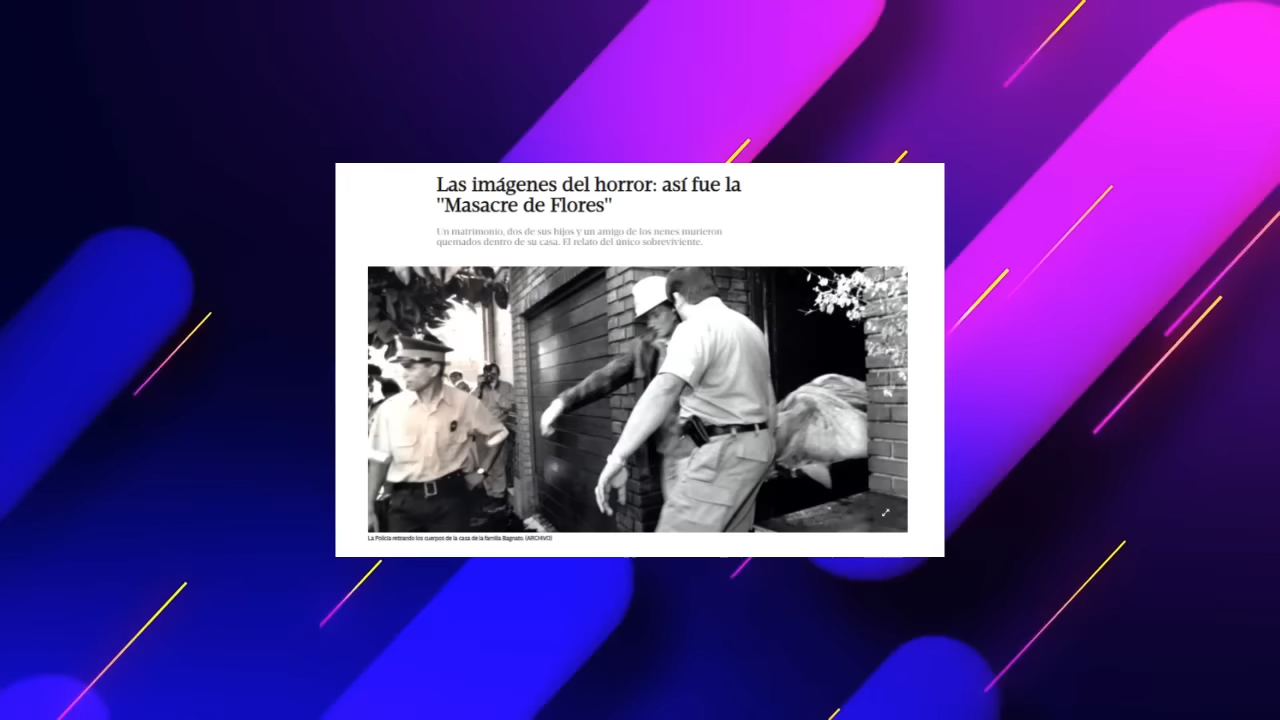 Las imágenes del horror: así fue la
"Masacre de Flores"
Un matrimonio, dos de sus hijos y un amigo de los nenes murieron
quemados dentro de su casa. El relato del único sobreviviente.
La Policía retirando los cuerpos de la casa de la familia Bagnato. (ARCHIVO)